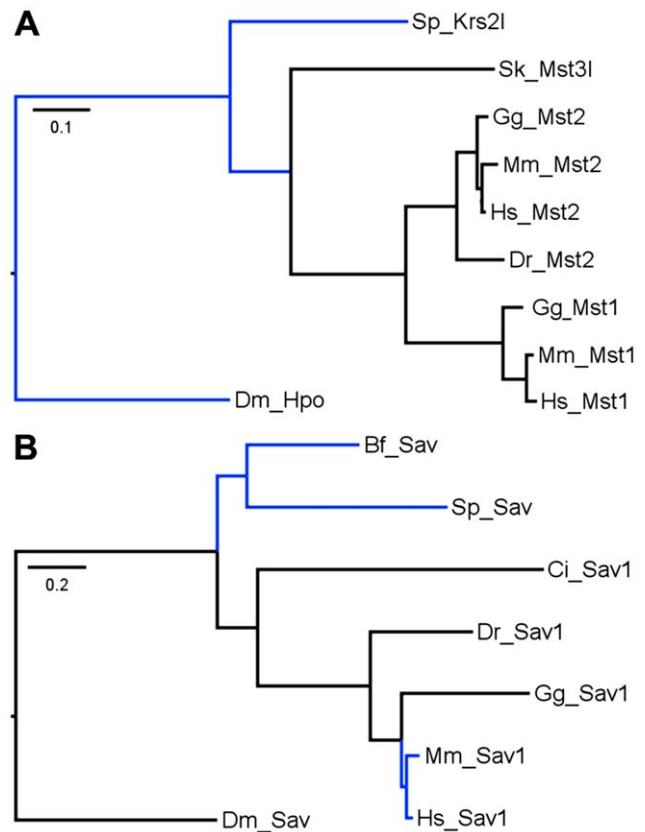 A
Sp_Krs2l
Sk_Mst3l
0.1
Gg_Mst2
Mm_Mst2
Hs_Mst2
Dr_Mst2
Gg_Mst1
Mm_Mst1
Dm_Hpo
Hs_Mst1
B
Bf_Sav
Sp_Sav
0.2
Ci_Sav1
Dr_Sav1
Gg_Sav1
Mm_Sav1
Dm_Sav
Hs_Sav1